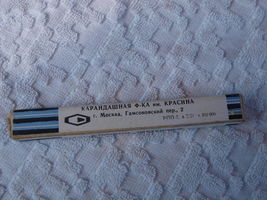 КАРАНДАШНАЯ Ф-КА им. КРАСИНА
г. Москва, Гамсоновский пер., 2